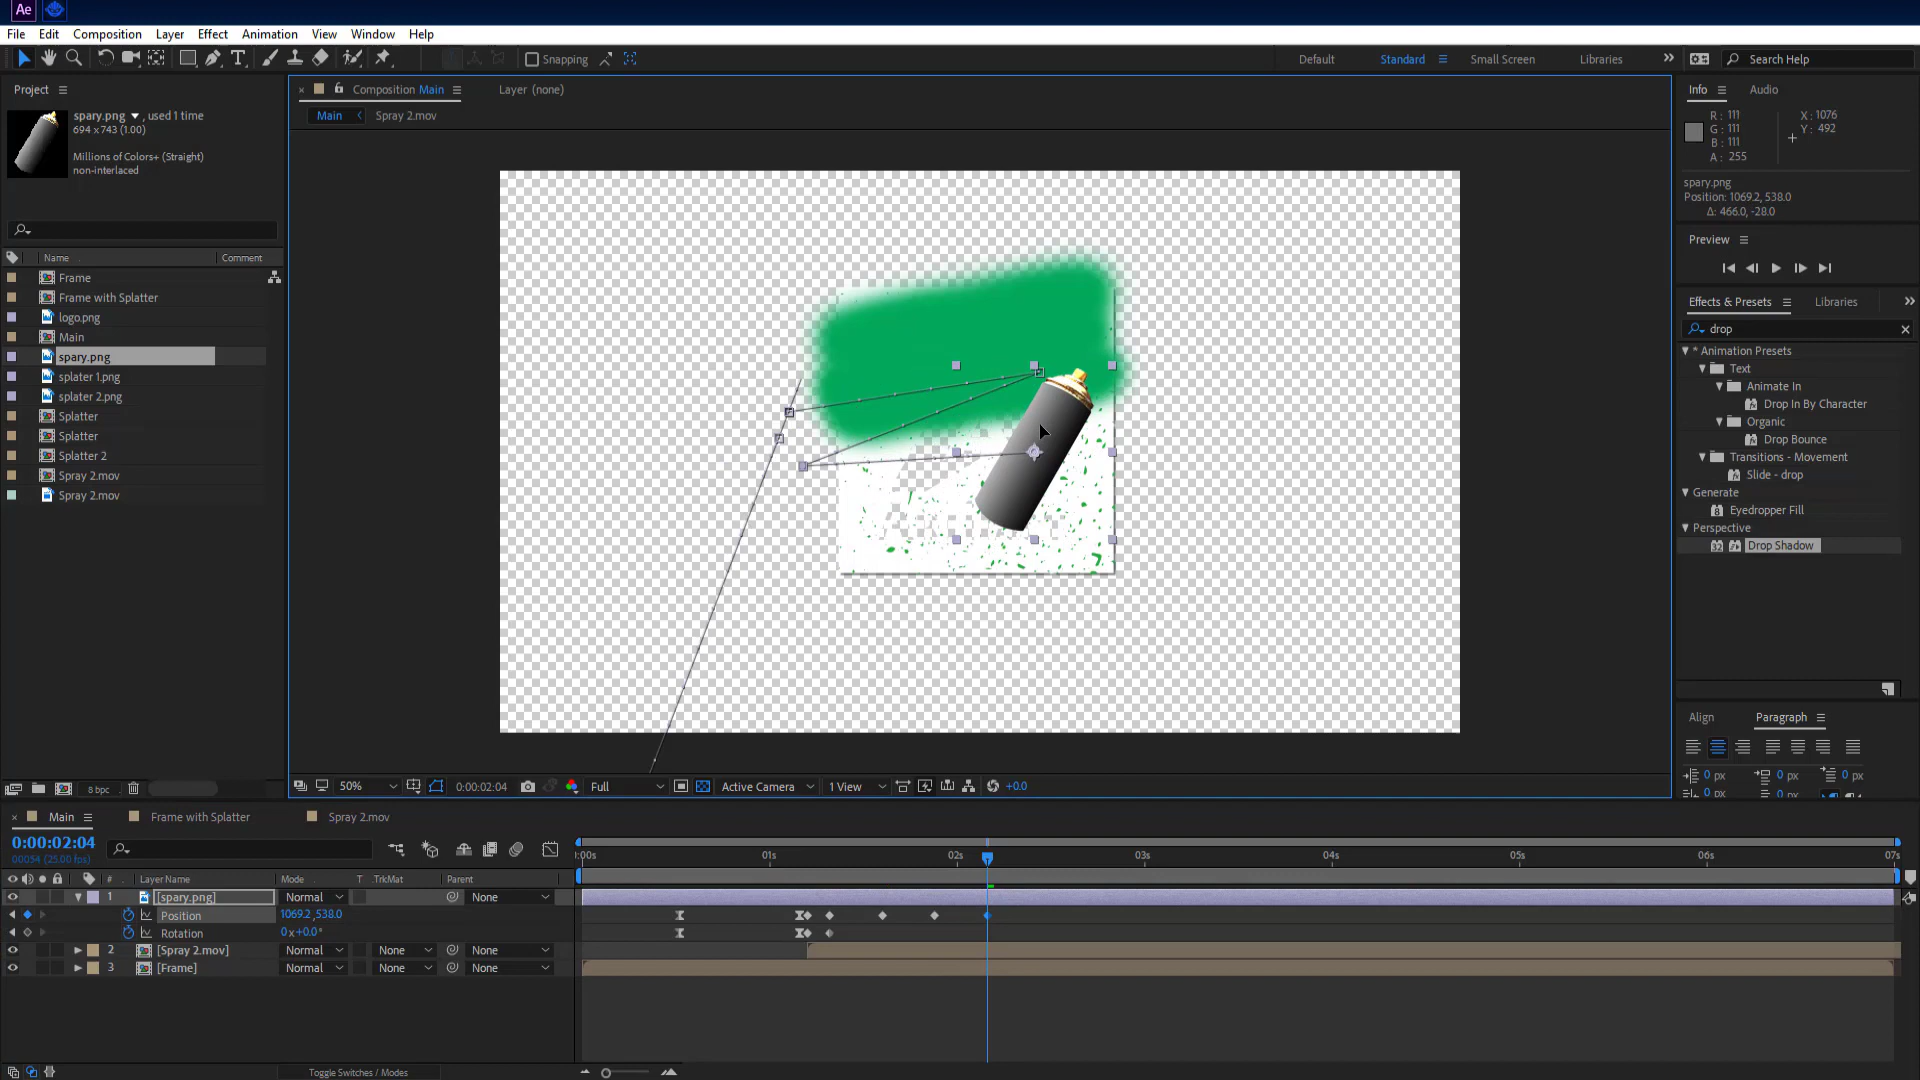 Ae
File Edit Composition Layer Effect Animation View Window Help
Snapping
Default Standard Small Screen Libraries
Search Help
Project
spary.png , used 1 time
694 x 743 (1.00)
Millions of Colors+ (Straight)
non-interlaced
Name Comment
Frame
Frame with Splatter
logo.png
Main
spary.png
splater 1.png
splater 2.png
Splatter
Splatter
Splatter 2
Spray 2.mov
Spray 2.mov
8 bpc
Composition Main
Layer (none)
Main
Spray 2.mov
50%
0:00:02:04
Full
Active Camera
1 View
+0.0
Info Audio
R : 111
G : 111
B : 111
A : 255
X : 1076
Y : 492
spary.png
Position: 1069.2, 538.0
Δ: 466.0, -28.0
Preview
Effects & Presets Libraries
drop
* Animation Presets
Text
Animate In
Drop In By Character
Organic
Drop Bounce
Transitions - Movement
Slide - drop
Generate
Eyedropper Fill
Perspective
Drop Shadow
Align Paragraph
0 px 0 px 0 px
0 px 0 px
Main Frame with Splatter Spray 2.mov
0:00:02:04
00054 (25.00 fps)
# Layer Name Mode T .TrkMat Parent
1 [spary.png] Normal None
Position 1069.2 ,538.0
Rotation 0 x+0.0 °
2 [Spray 2.mov] Normal None None
3 [Frame] Normal None None
:00s 01s 02s 03s 04s 05s 06s 07s
Toggle Switches / Modes